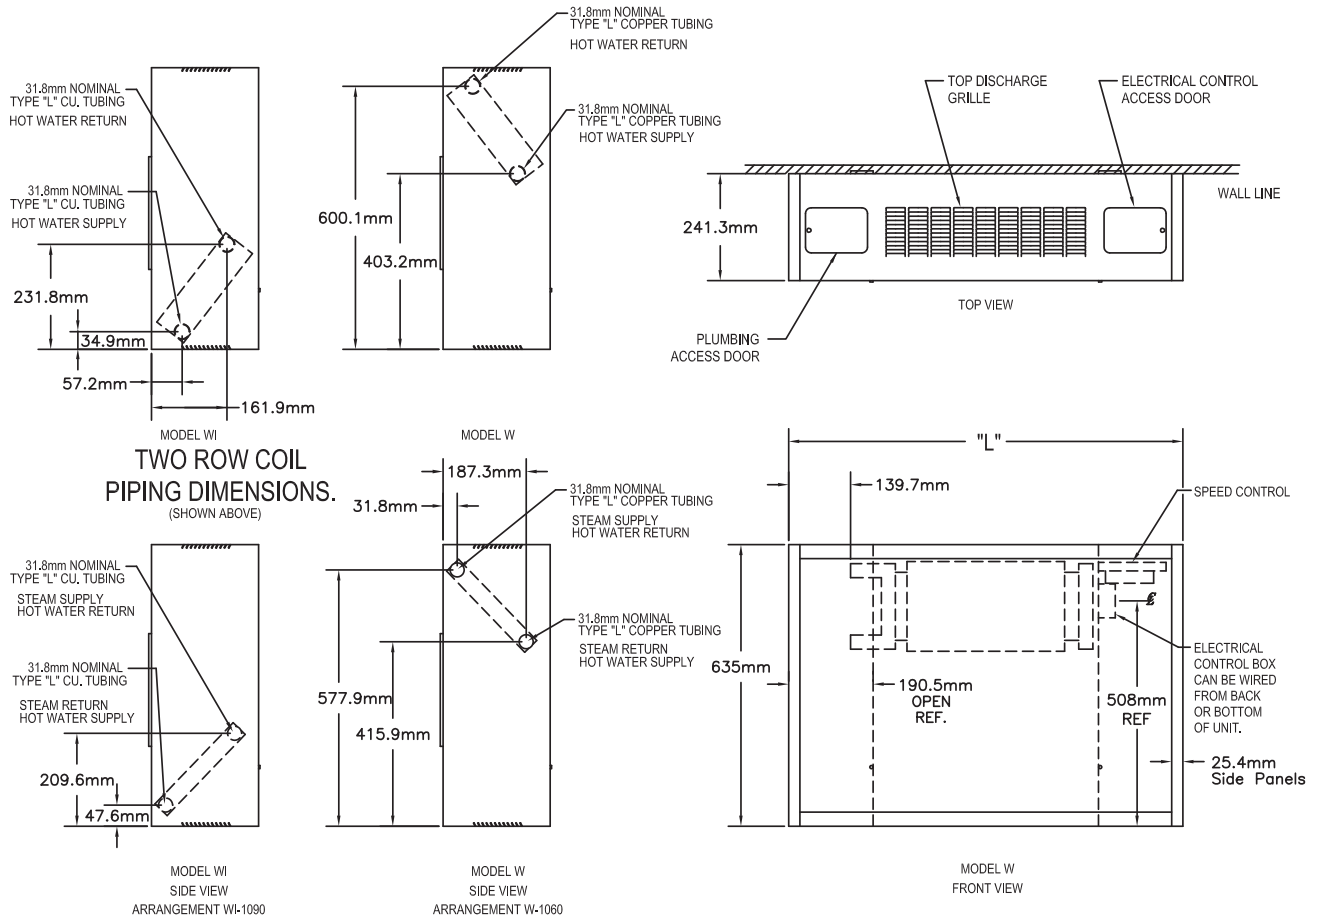 31.8mm NOMINAL
TYPE "L" COPPER TUBING
HOT WATER RETURN
31.8mm NOMINAL
TYPE "L" CU. TUBING
HOT WATER RETURN
31.8mm NOMINAL
TYPE "L" COPPER TUBING
HOT WATER SUPPLY
TOP DISCHARGE
GRILLE
ELECTRICAL CONTROL
ACCESS DOOR
31.8mm NOMINAL
TYPE "L" CU. TUBING
HOT WATER SUPPLY
WALL LINE
600.1mm
241.3mm
403.2mm
231.8mm
34.9mm
57.2mm
161.9mm
TOP VIEW
PLUMBING
ACCESS DOOR
MODEL WI
MODEL W
TWO ROW COIL
PIPING DIMENSIONS.
(SHOWN ABOVE)
"L"
187.3mm
31.8mm
139.7mm
31.8mm NOMINAL
TYPE "L" COPPER TUBING
STEAM SUPPLY
HOT WATER RETURN
SPEED CONTROL
31.8mm NOMINAL
TYPE "L" CU. TUBING
STEAM SUPPLY
HOT WATER RETURN
31.8mm NOMINAL
TYPE "L" COPPER TUBING
STEAM RETURN
HOT WATER SUPPLY
℄
31.8mm NOMINAL
TYPE "L" CU. TUBING
STEAM RETURN
HOT WATER SUPPLY
635mm
190.5mm
OPEN
REF.
508mm
REF
ELECTRICAL
CONTROL BOX
CAN BE WIRED
FROM BACK
OR BOTTOM
OF UNIT.
577.9mm
415.9mm
209.6mm
47.6mm
25.4mm
Side Panels
MODEL WI
SIDE VIEW
ARRANGEMENT WI-1090
MODEL W
SIDE VIEW
ARRANGEMENT W-1060
MODEL W
FRONT VIEW